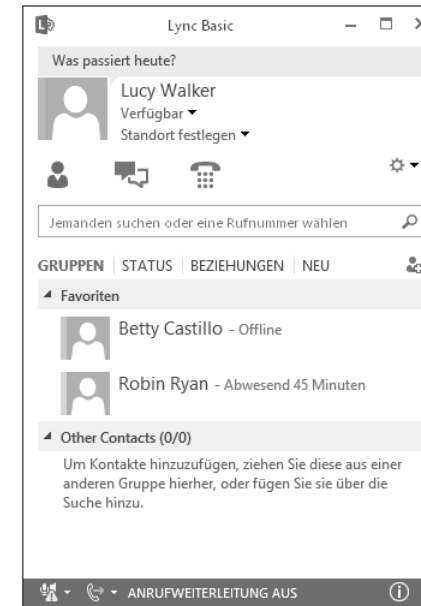 Lync Basic
Was passiert heute?
Lucy Walker
Verfügbar
Standort festlegen
Jemanden suchen oder eine Rufnummer wählen
GRUPPEN STATUS BEZIEHUNGEN NEU
Favoriten
Betty Castillo - Offline
Robin Ryan - Abwesend 45 Minuten
Other Contacts (0/0)
Um Kontakte hinzuzufügen, ziehen Sie diese aus einer
anderen Gruppe hierher, oder fügen Sie sie über die
Suche hinzu.
ANRUFWEITERLEITUNG AUS